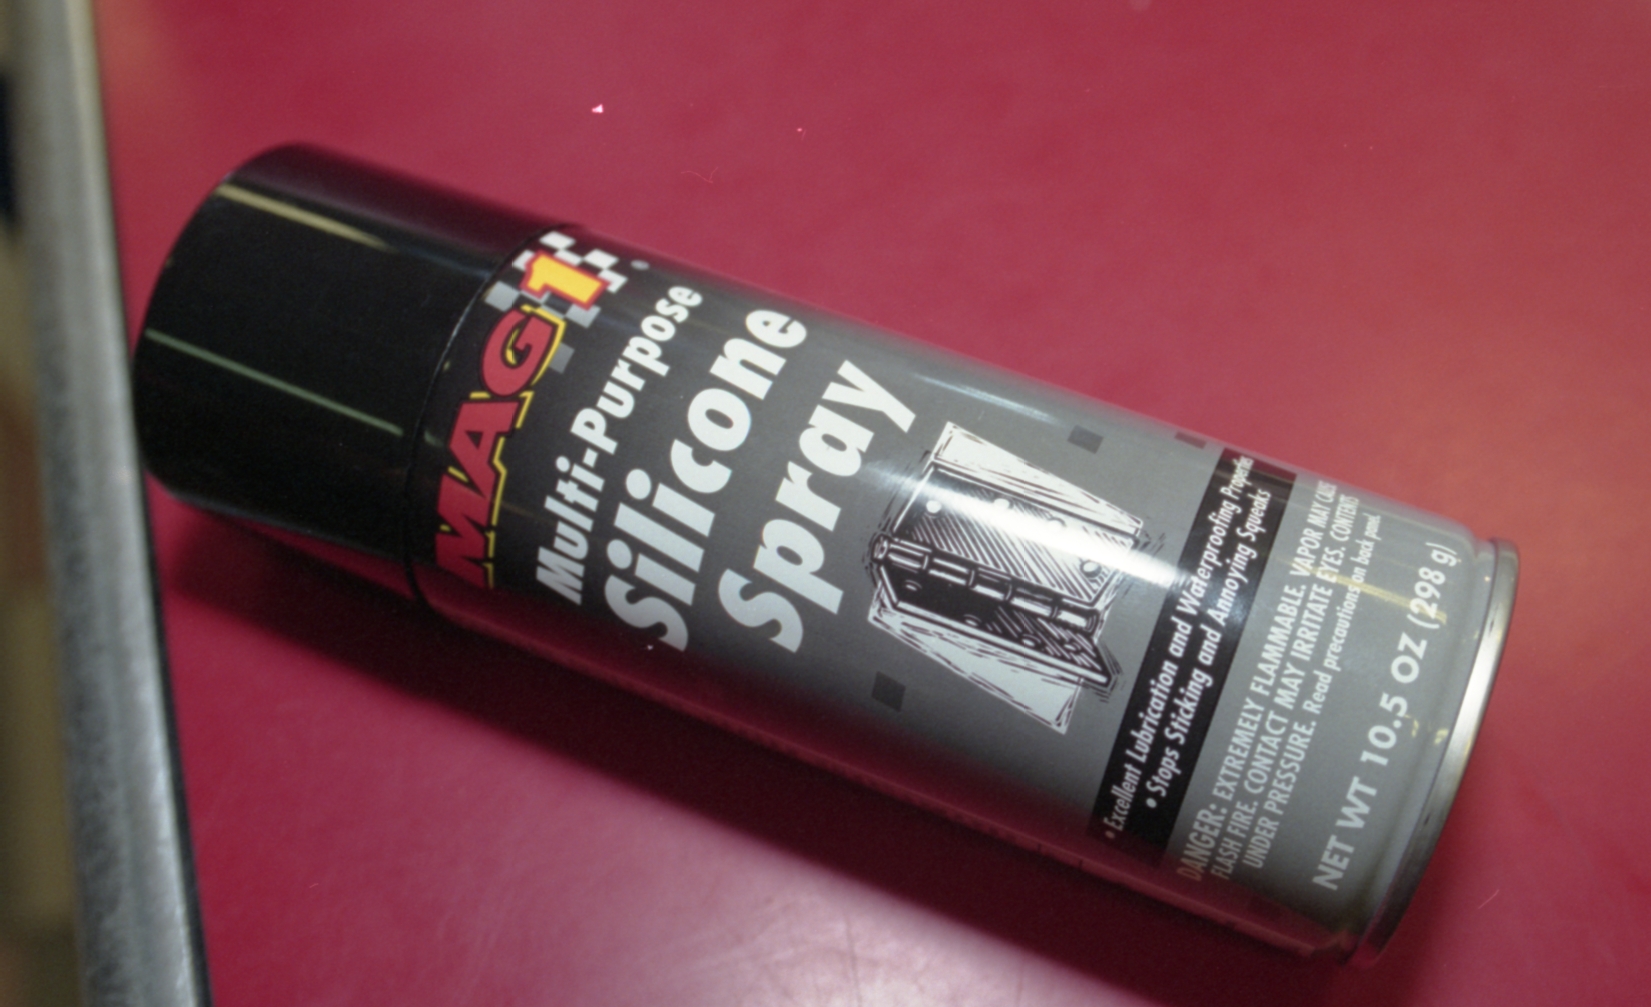 MAG 1
Multi-Purpose
Silicone
Spray
• Excellent Lubrication and Waterproofing Properties
• Stops Sticking and Annoying Squeaks
DANGER: EXTREMELY FLAMMABLE. VAPOR MAY CAUSE
FLASH FIRE. CONTACT MAY IRRITATE EYES. CONTENTS
UNDER PRESSURE. Read precautions on back panel.
NET WT 10.5 OZ (298 g)